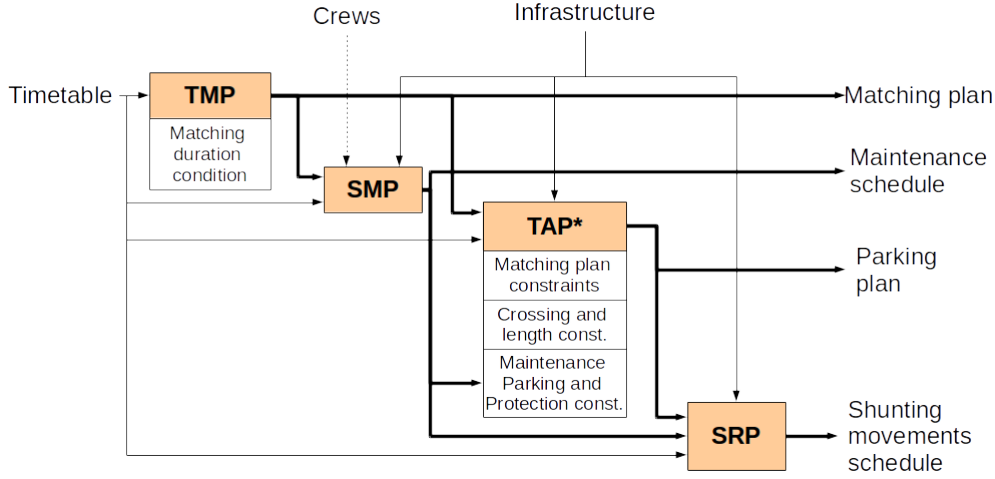 Crews
Infrastructure
Timetable
TMP
Matching
duration
condition
Matching plan
SMP
Maintenance
schedule
TAP*
Matching plan
constraints
Crossing and
length const.
Maintenance
Parking and
Protection const.
Parking
plan
SRP
Shunting
movements
schedule